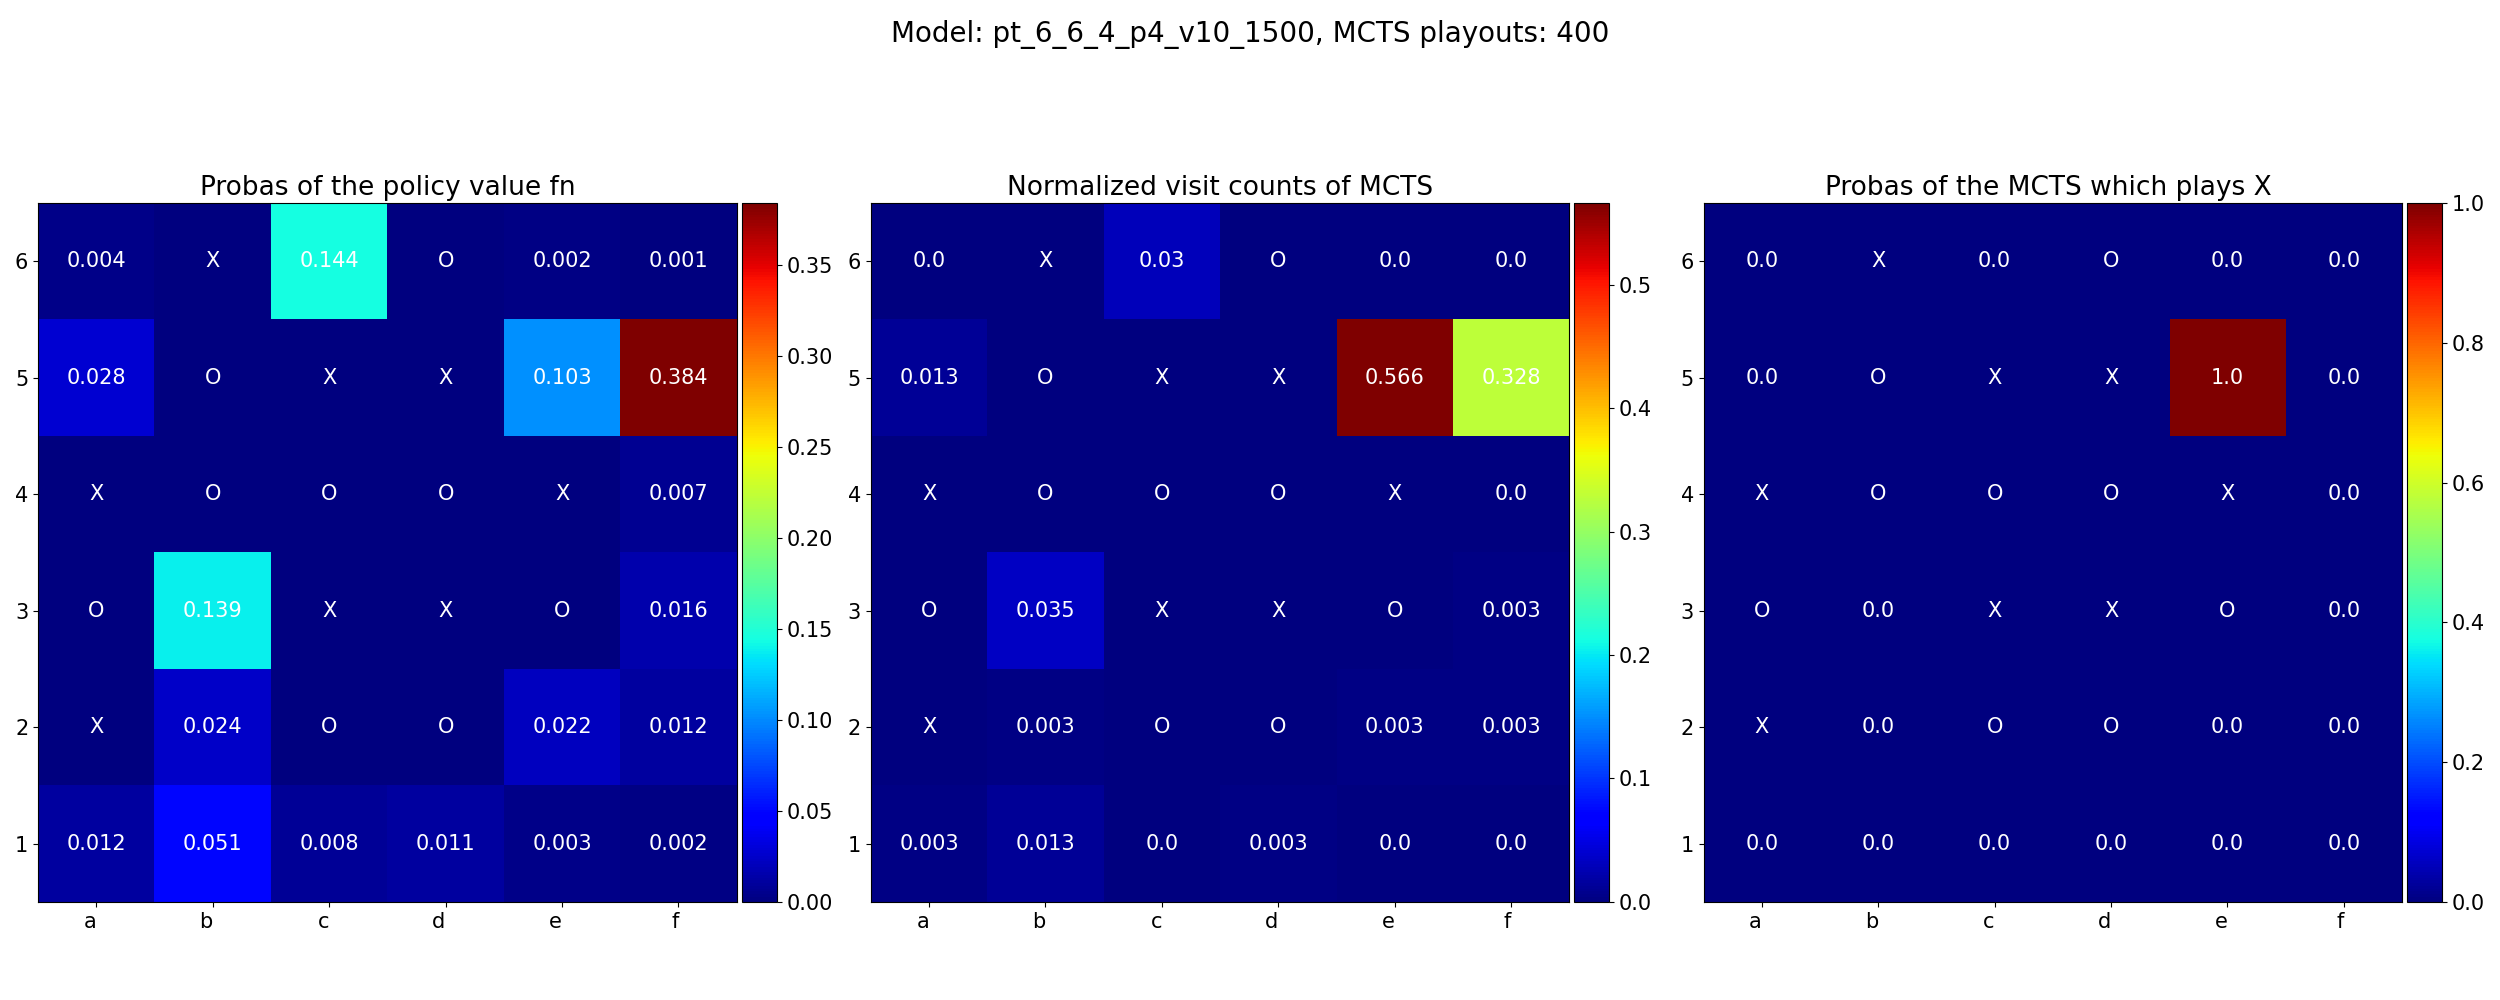 Model: pt_6_6_4_p4_v10_1500, MCTS playouts: 400
Probas of the policy value fn
6 0.004 X 0.144 O 0.002 0.001
5 0.028 O X X 0.103 0.384
4 X O O O X 0.007
3 O 0.139 X X O 0.016
2 X 0.024 O O 0.022 0.012
1 0.012 0.051 0.008 0.011 0.003 0.002
a b c d e f
0.35
0.30
0.25
0.20
0.15
0.10
0.05
0.00
Normalized visit counts of MCTS
6 0.0 X 0.03 O 0.0 0.0
5 0.013 O X X 0.566 0.328
4 X O O O X 0.0
3 O 0.035 X X O 0.003
2 X 0.003 O O 0.003 0.003
1 0.003 0.013 0.0 0.003 0.0 0.0
a b c d e f
0.5
0.4
0.3
0.2
0.1
0.0
Probas of the MCTS which plays X
6 0.0 X 0.0 O 0.0 0.0
5 0.0 O X X 1.0 0.0
4 X O O O X 0.0
3 O 0.0 X X O 0.0
2 X 0.0 O O 0.0 0.0
1 0.0 0.0 0.0 0.0 0.0 0.0
a b c d e f
1.0
0.8
0.6
0.4
0.2
0.0